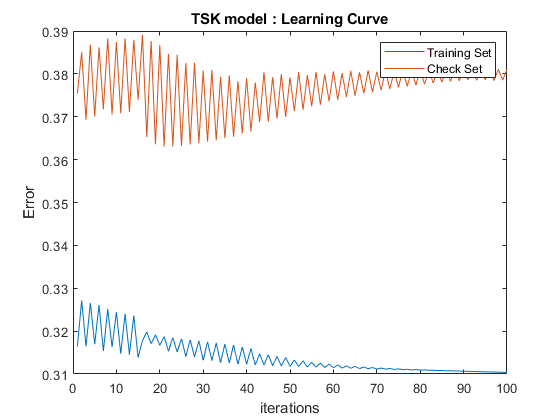 TSK model : Learning Curve
Training Set
Check Set
0.39
0.38
0.37
0.36
0.35
0.34
0.33
0.32
0.31
Error
0 10 20 30 40 50 60 70 80 90 100
iterations